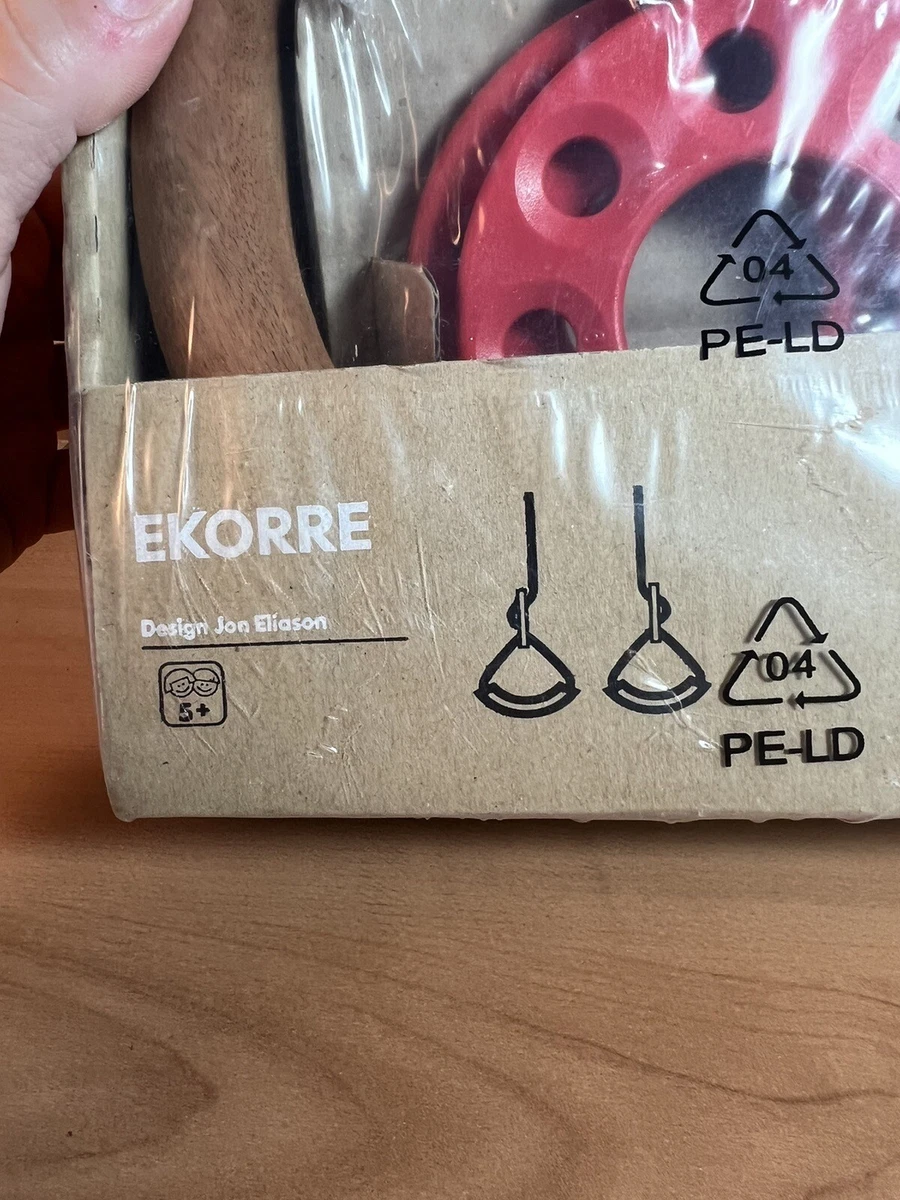 04
PE-LD
EKORRE
Design Jon Eliason
5+
04
PE-LD